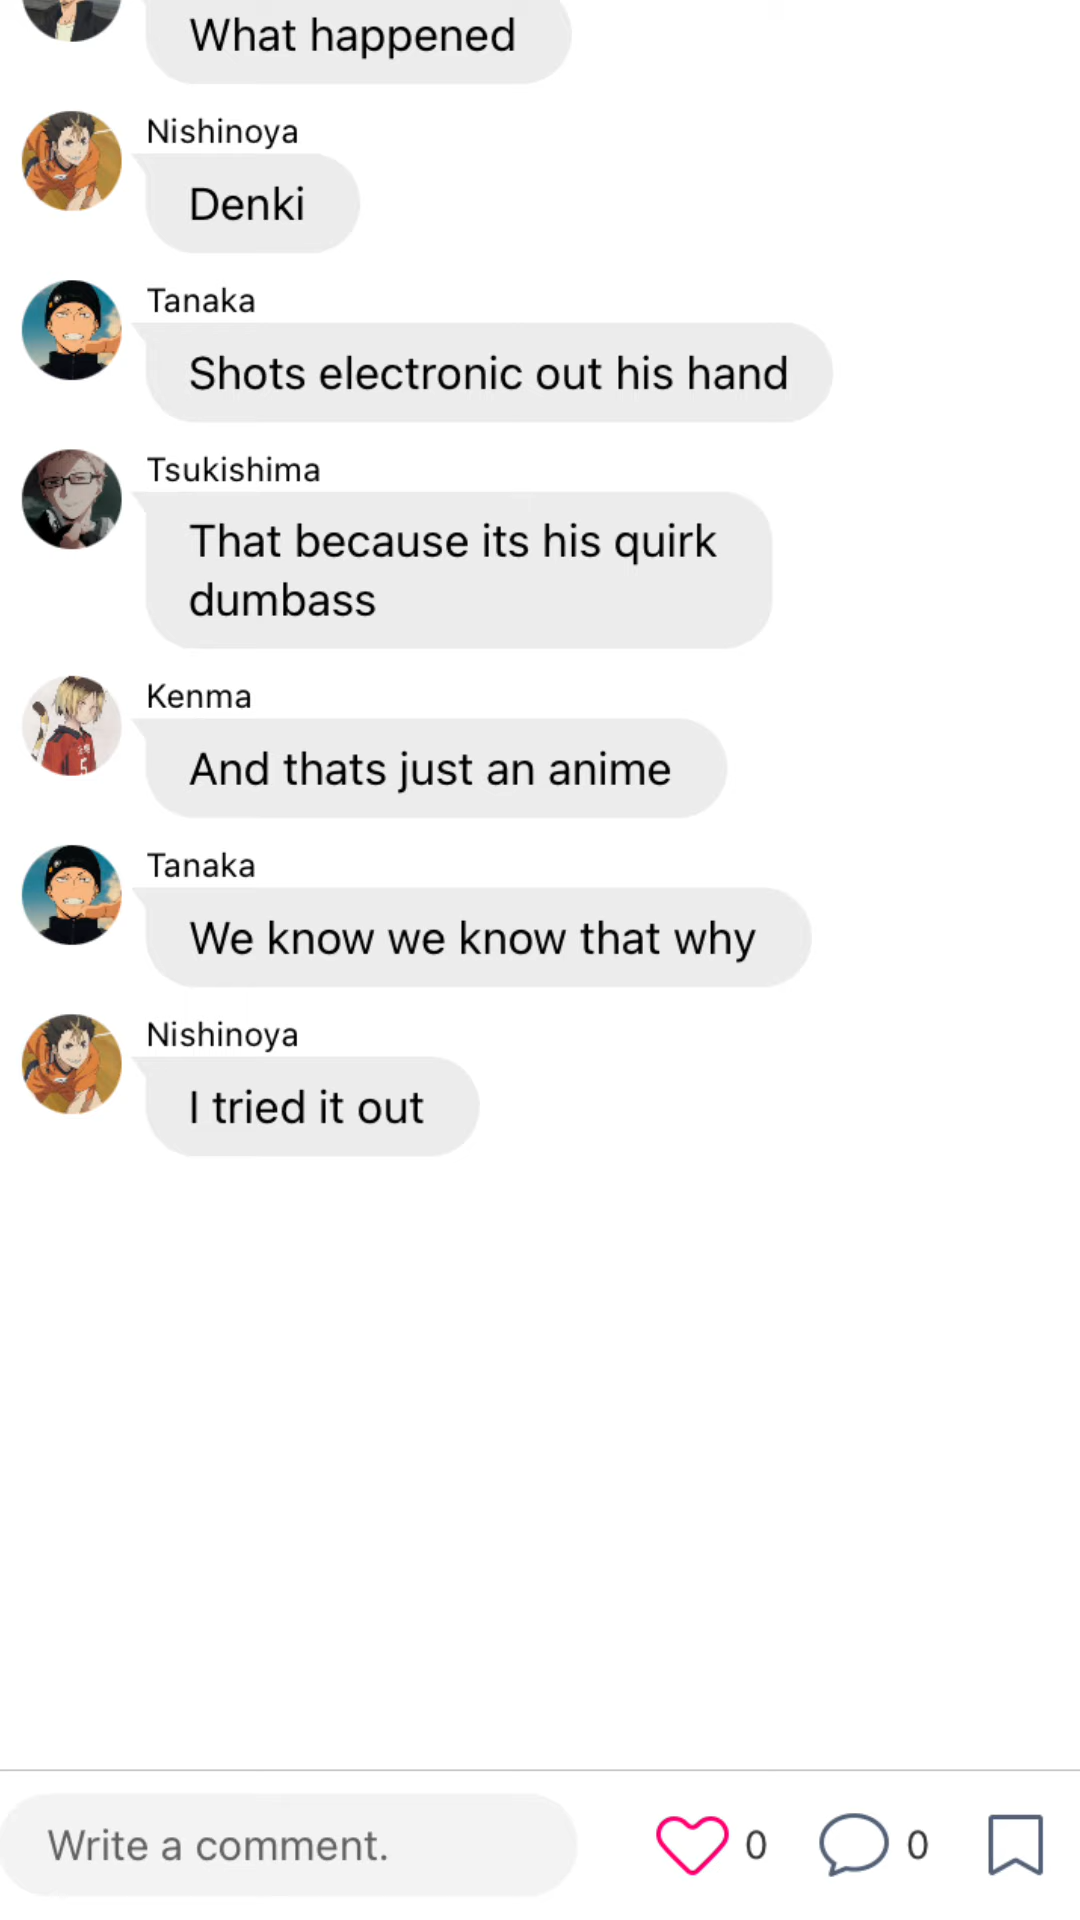 What happened
Nishinoya
Denki
Tanaka
Shots electronic out his hand
Tsukishima
That because its his quirk
dumbass
Kenma
And thats just an anime
Tanaka
We know we know that why
Nishinoya
I tried it out
Write a comment.
0
0